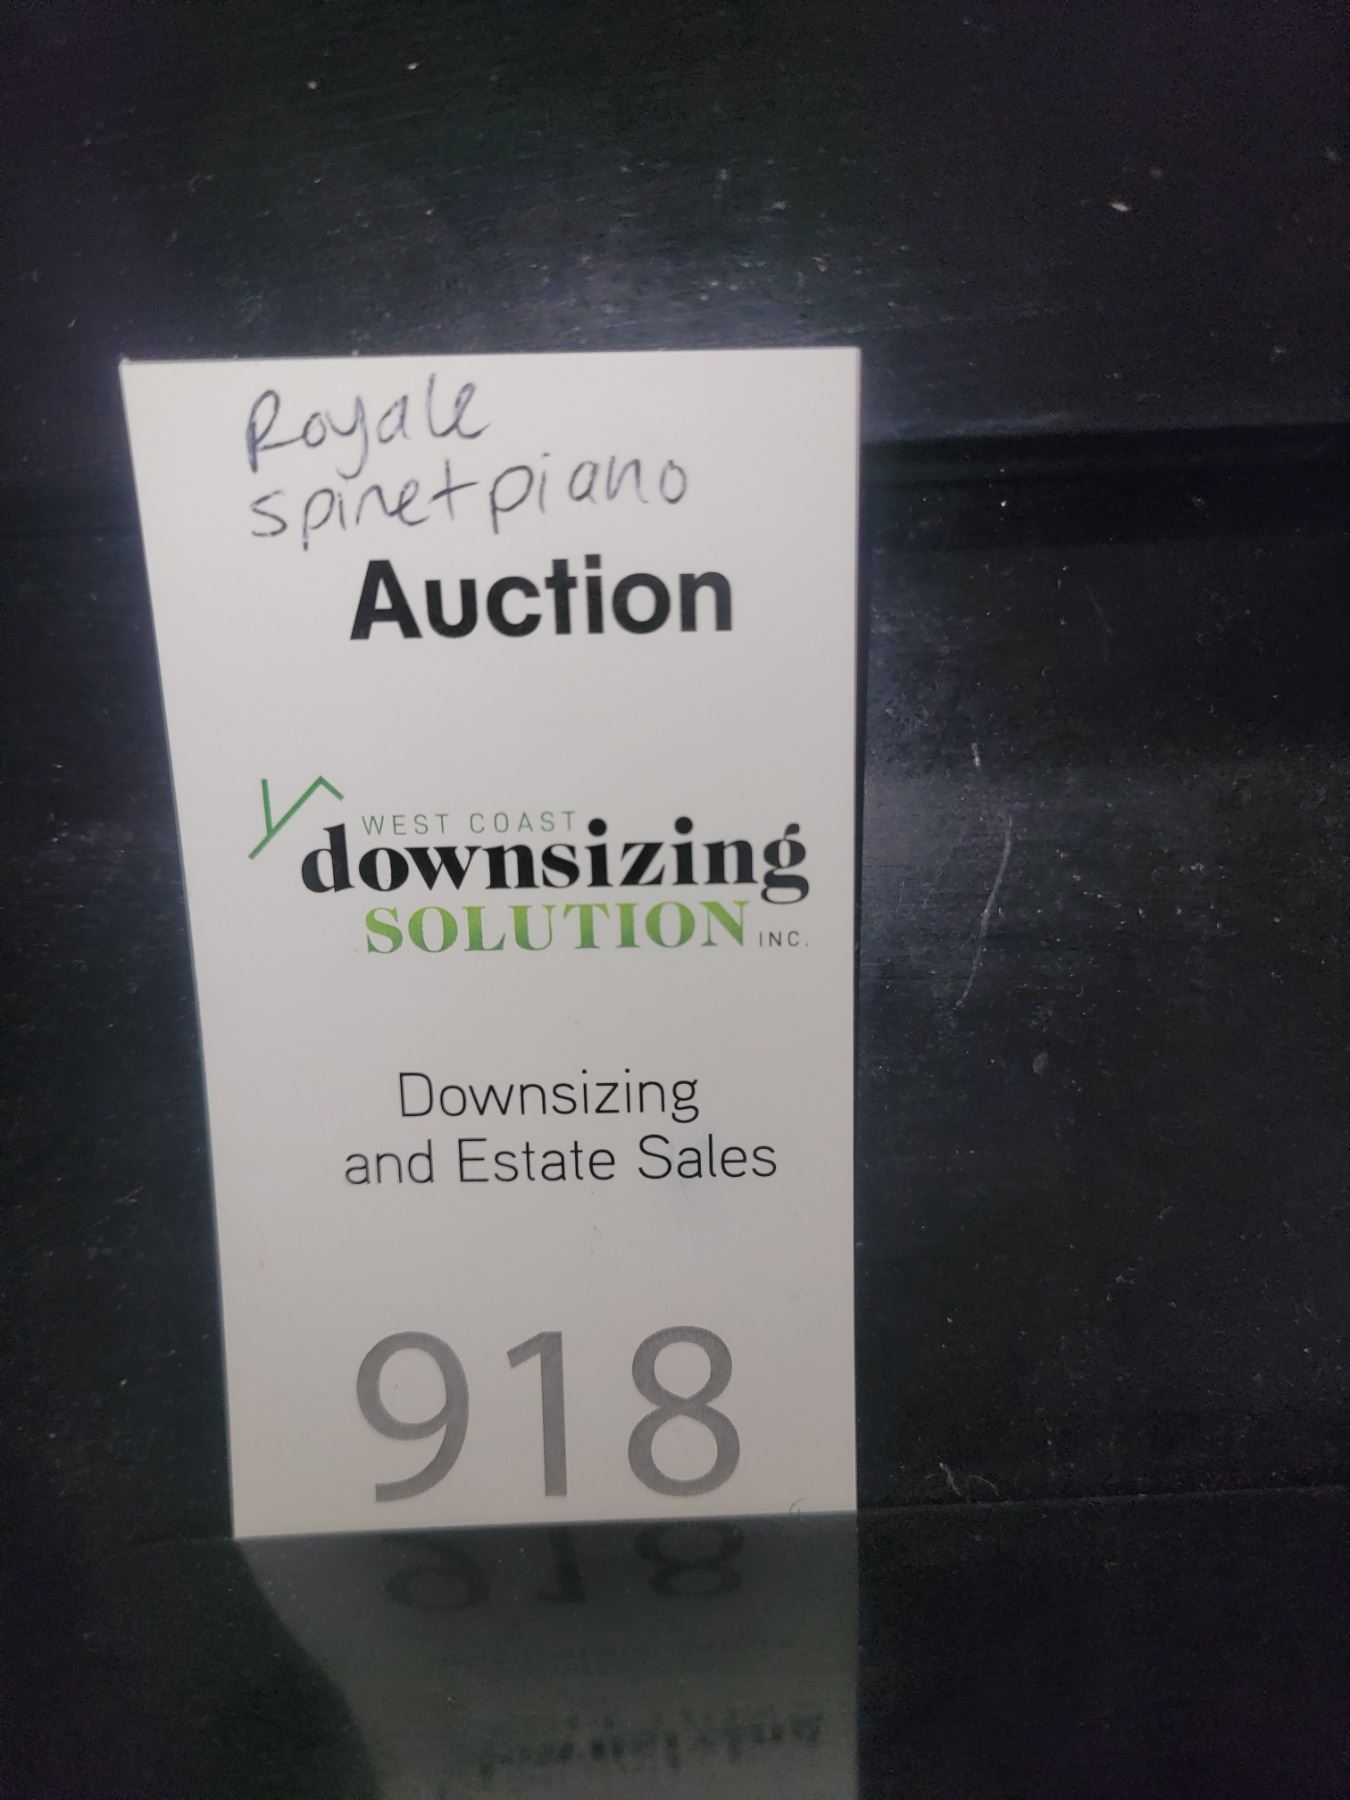 Royale
spinet piano
Auction
WEST COAST
downsizing
SOLUTION INC.
Downsizing
and Estate Sales
918